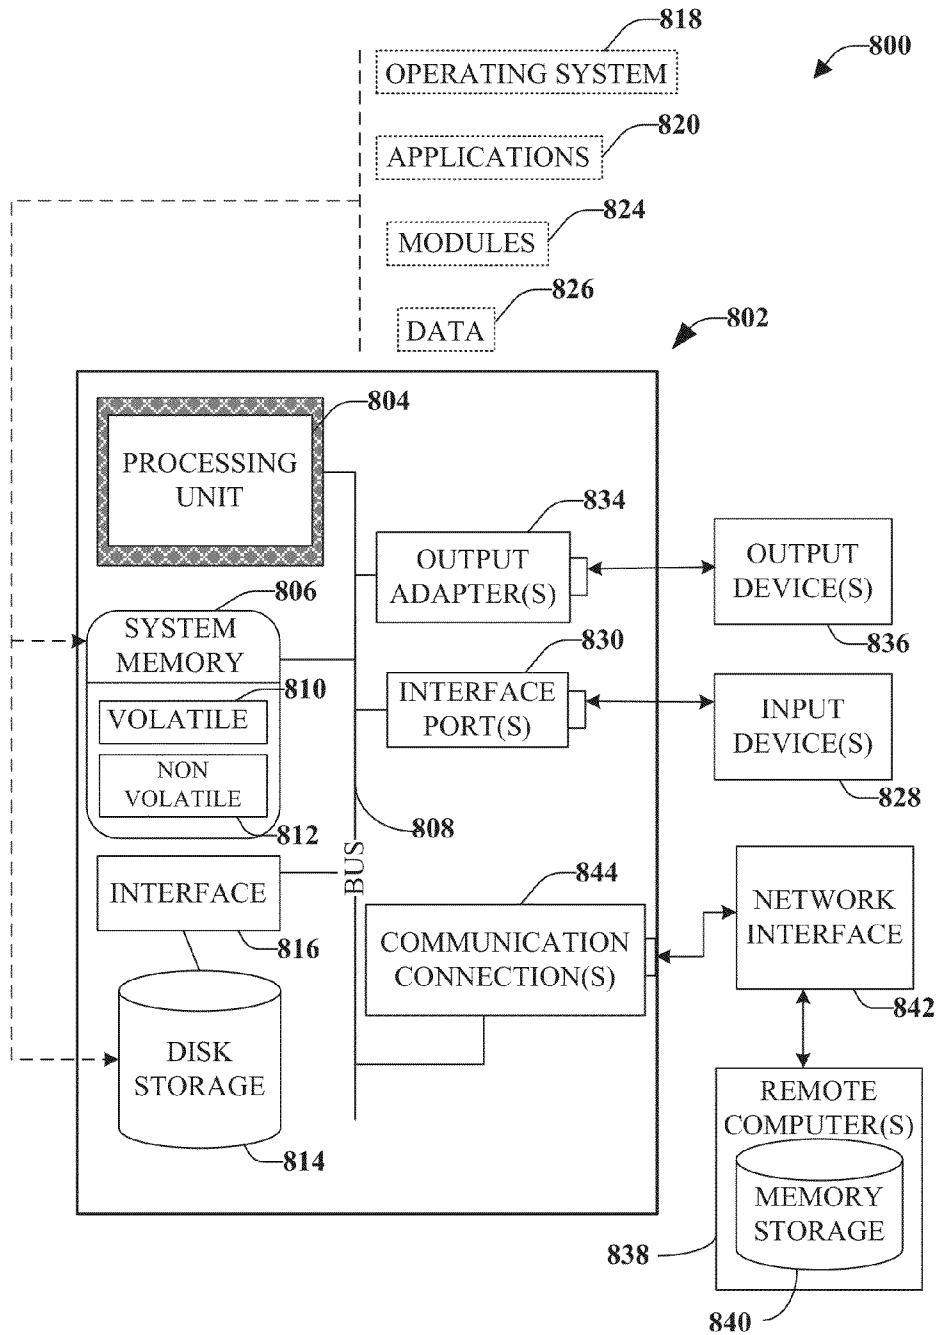 818
800
OPERATING SYSTEM
820
APPLICATIONS
824
MODULES
826
DATA
802
804
PROCESSING
UNIT
834
OUTPUT
ADAPTER(S)
OUTPUT
DEVICE(S)
836
806
SYSTEM
MEMORY
810
VOLATILE
NON
VOLATILE
812
830
INTERFACE
PORT(S)
INPUT
DEVICE(S)
828
808
BUS
INTERFACE
816
844
COMMUNICATION
CONNECTION(S)
NETWORK
INTERFACE
842
DISK
STORAGE
814
REMOTE
COMPUTER(S)
MEMORY
STORAGE
838
840